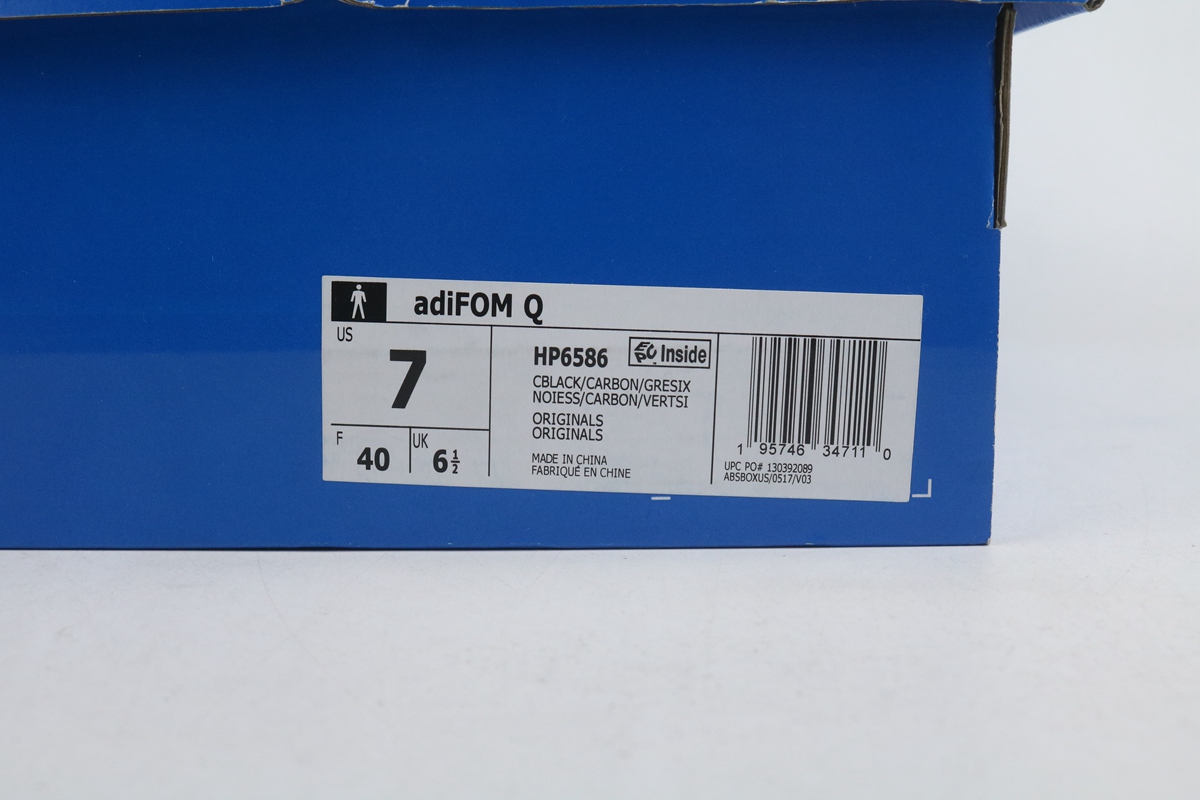 adiFOM Q
US
7
F
40
UK
6 1/2
HP6586
EPC Inside
CBLACK/CARBON/GRESIX
NOIESS/CARBON/VERTSI
ORIGINALS
ORIGINALS
MADE IN CHINA
FABRIQUÉ EN CHINE
1 95746 34711 0
UPC PO# 130392089
ABSBOXUS/0517/V03